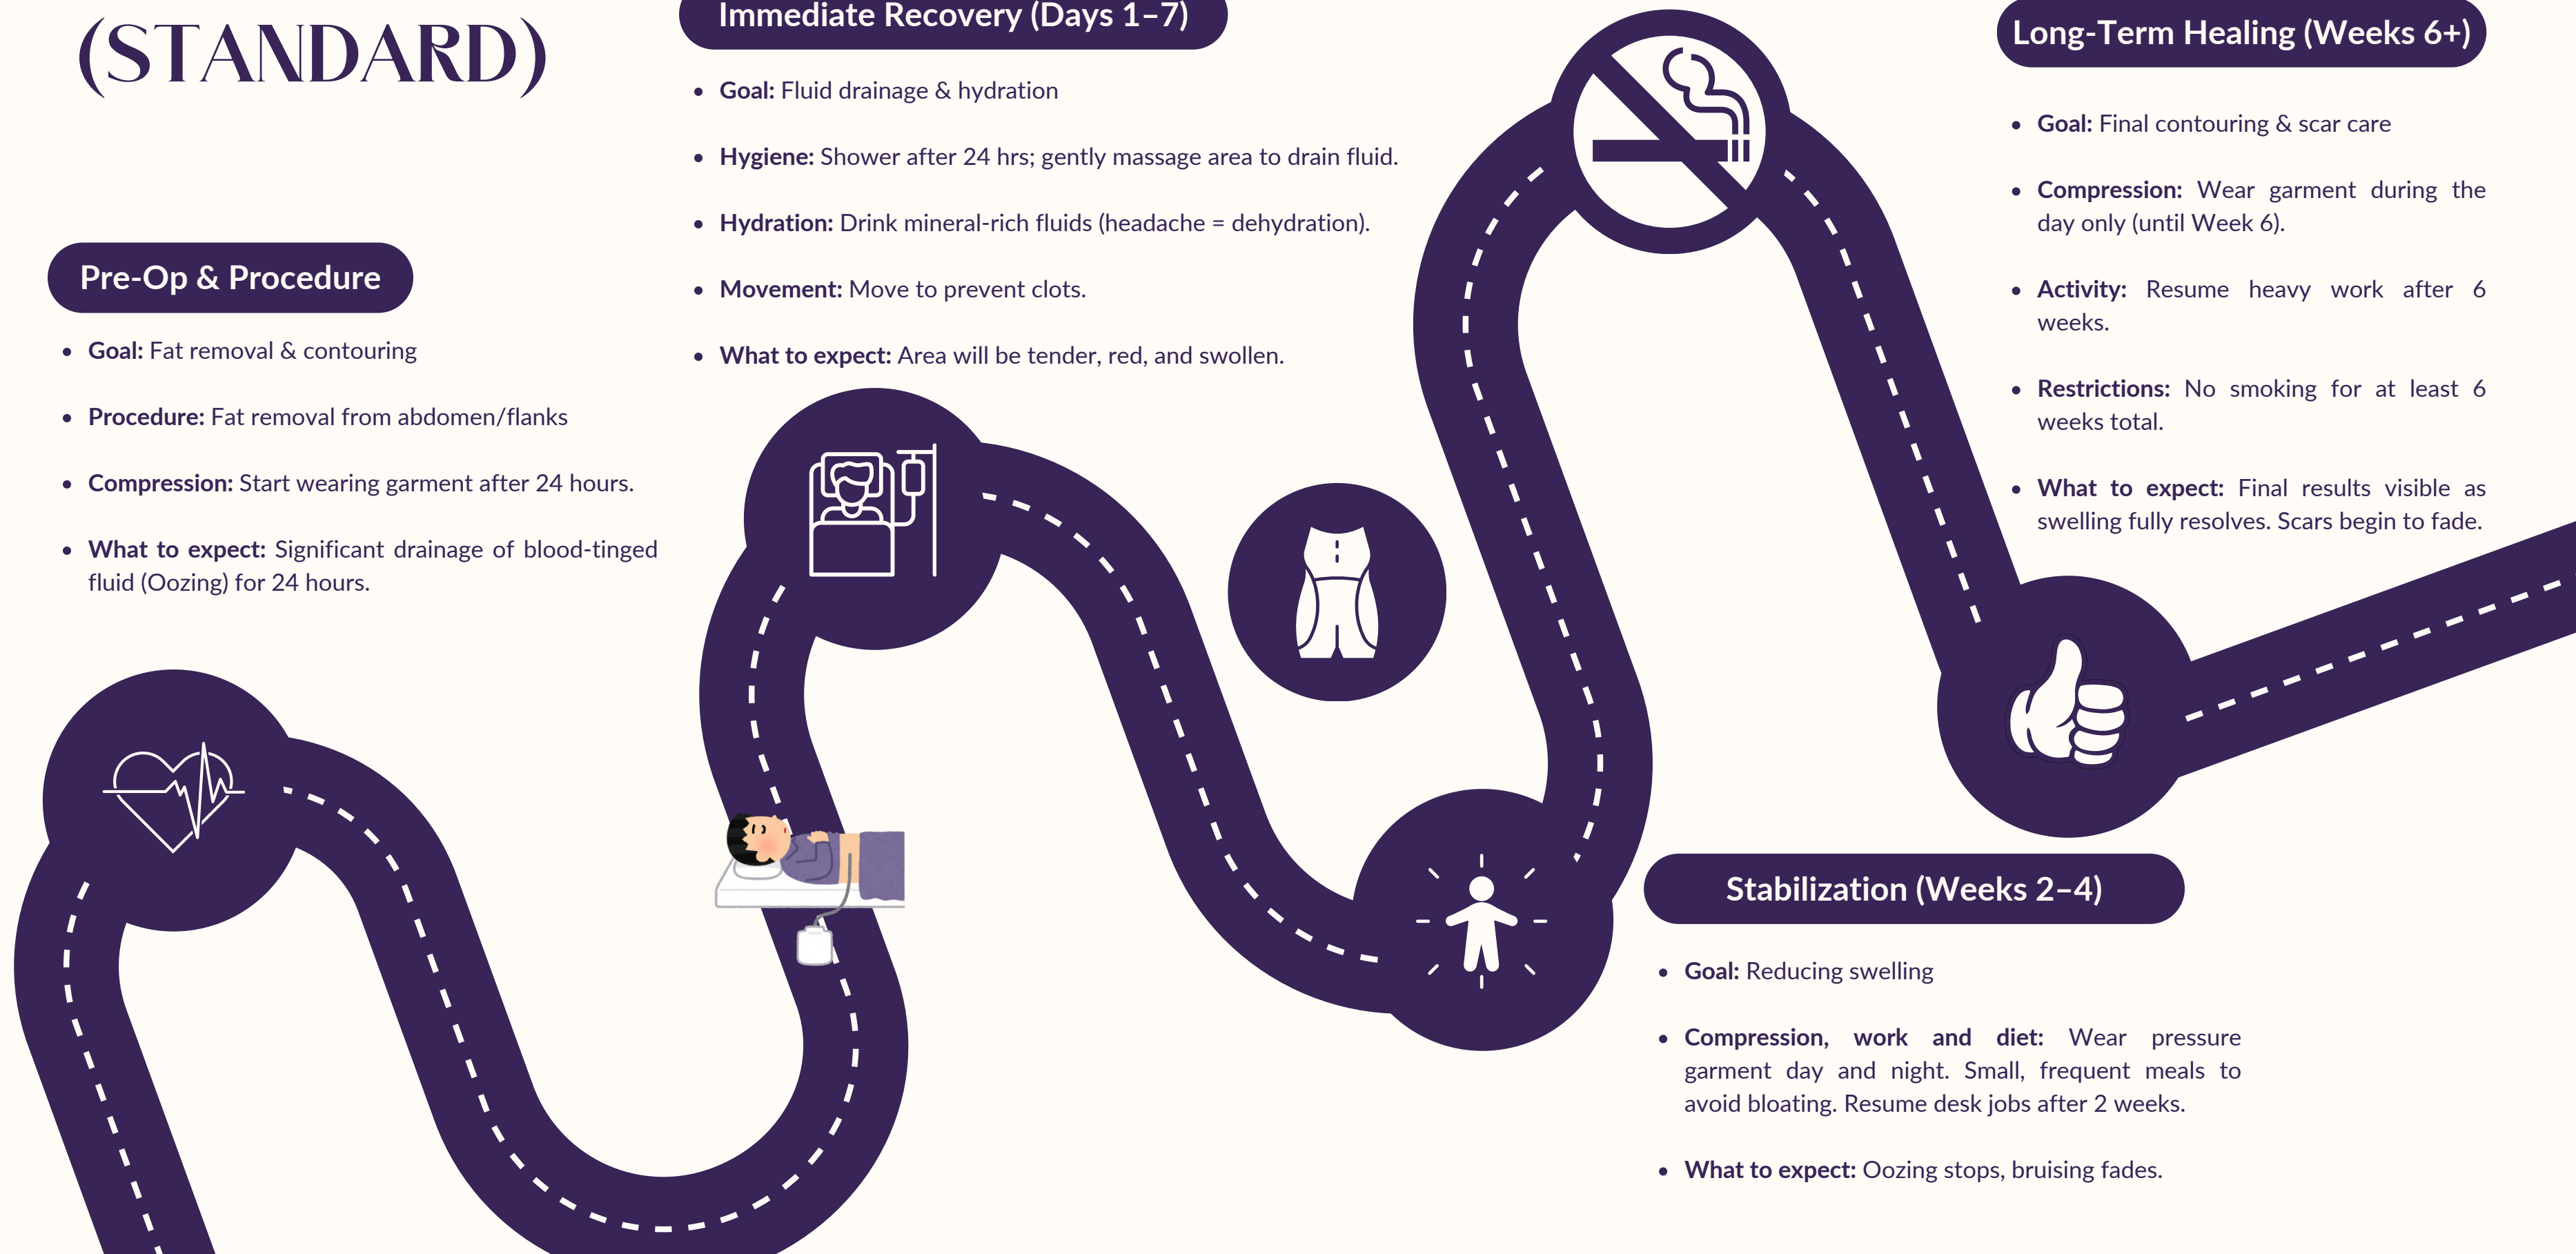 (STANDARD)
Pre-Op & Procedure
• Goal: Fat removal & contouring
• Procedure: Fat removal from abdomen/flanks
• Compression: Start wearing garment after 24 hours.
• What to expect: Significant drainage of blood-tinged
fluid (Oozing) for 24 hours.
Immediate Recovery (Days 1–7)
• Goal: Fluid drainage & hydration
• Hygiene: Shower after 24 hrs; gently massage area to drain fluid.
• Hydration: Drink mineral-rich fluids (headache = dehydration).
• Movement: Move to prevent clots.
• What to expect: Area will be tender, red, and swollen.
Stabilization (Weeks 2–4)
• Goal: Reducing swelling
• Compression, work and diet: Wear pressure
garment day and night. Small, frequent meals to
avoid bloating. Resume desk jobs after 2 weeks.
• What to expect: Oozing stops, bruising fades.
Long-Term Healing (Weeks 6+)
• Goal: Final contouring & scar care
• Compression: Wear garment during the
day only (until Week 6).
• Activity: Resume heavy work after 6
weeks.
• Restrictions: No smoking for at least 6
weeks total.
• What to expect: Final results visible as
swelling fully resolves. Scars begin to fade.